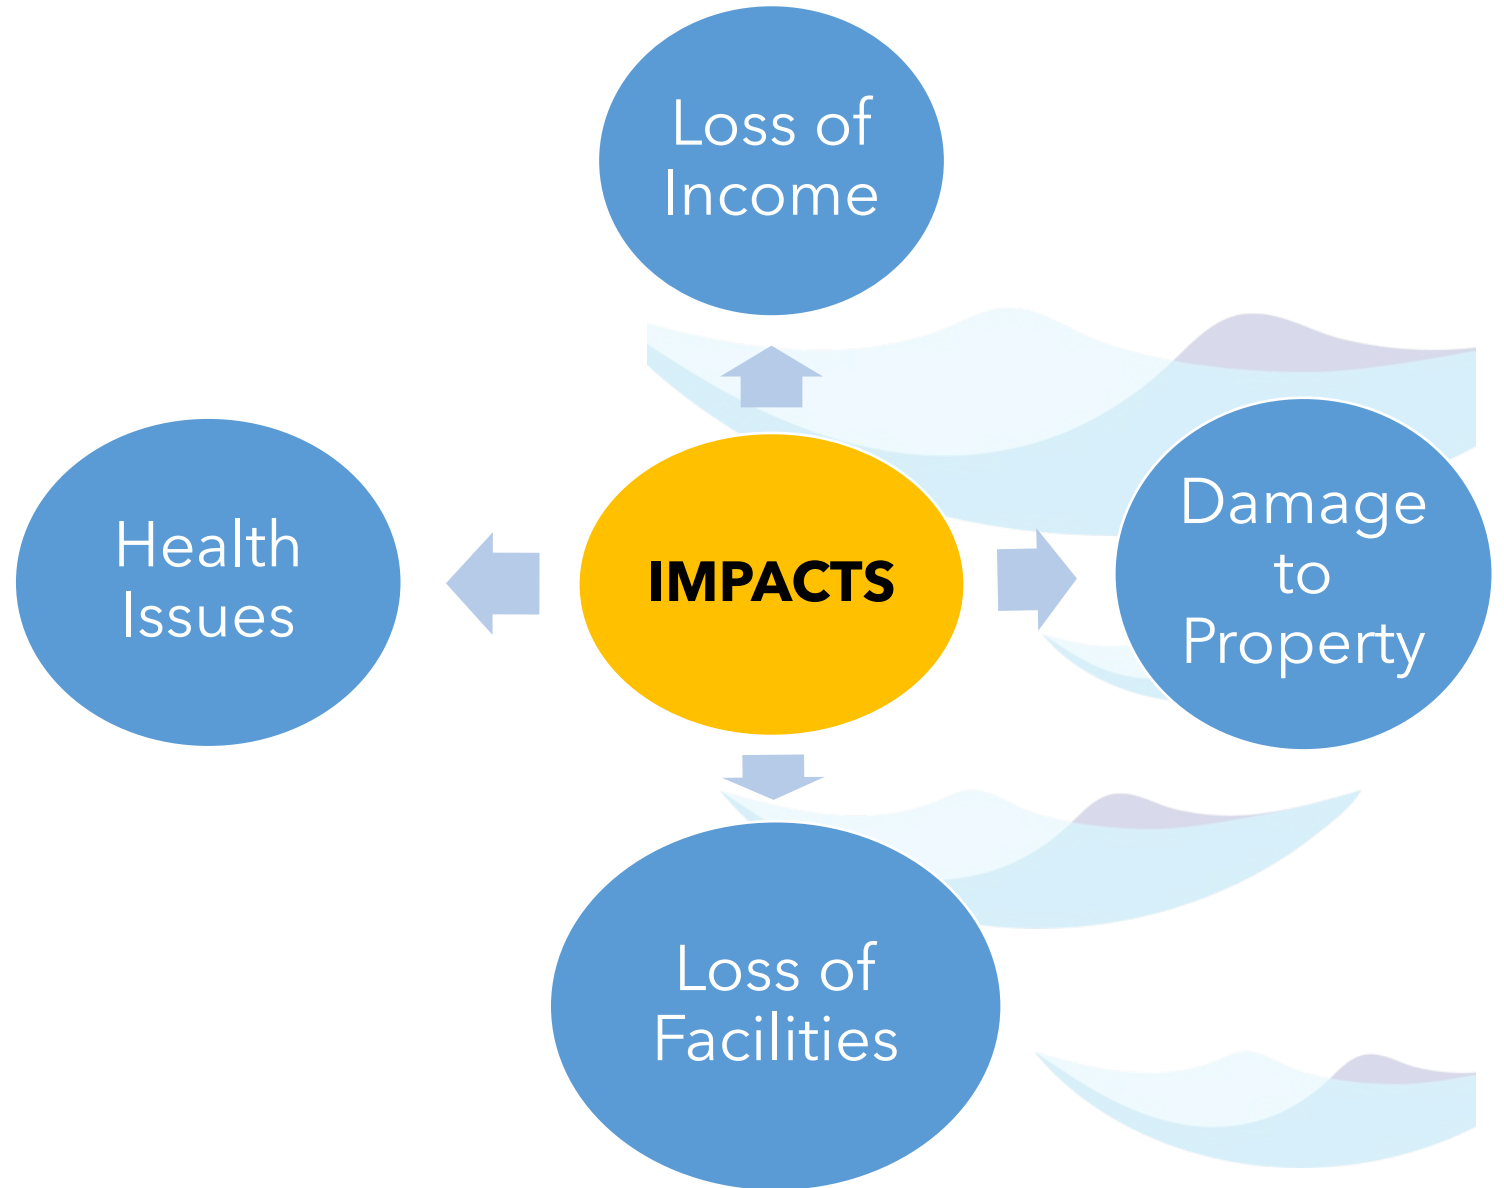 Loss of
Income
Health
Issues
IMPACTS
Damage
to
Property
Loss of
Facilities